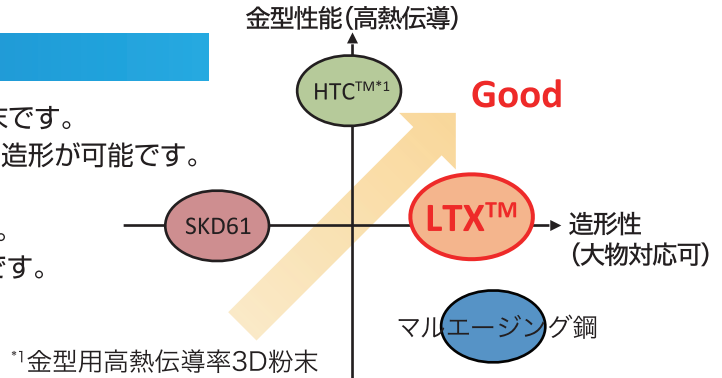 金型性能（高熱伝導）
HTC™*1
Good
末です。
造形が可能です。
SKD61
LTX™
造形性
（大物対応可）
。
です。
マルエージング鋼
*1金型用高熱伝導率3D粉末